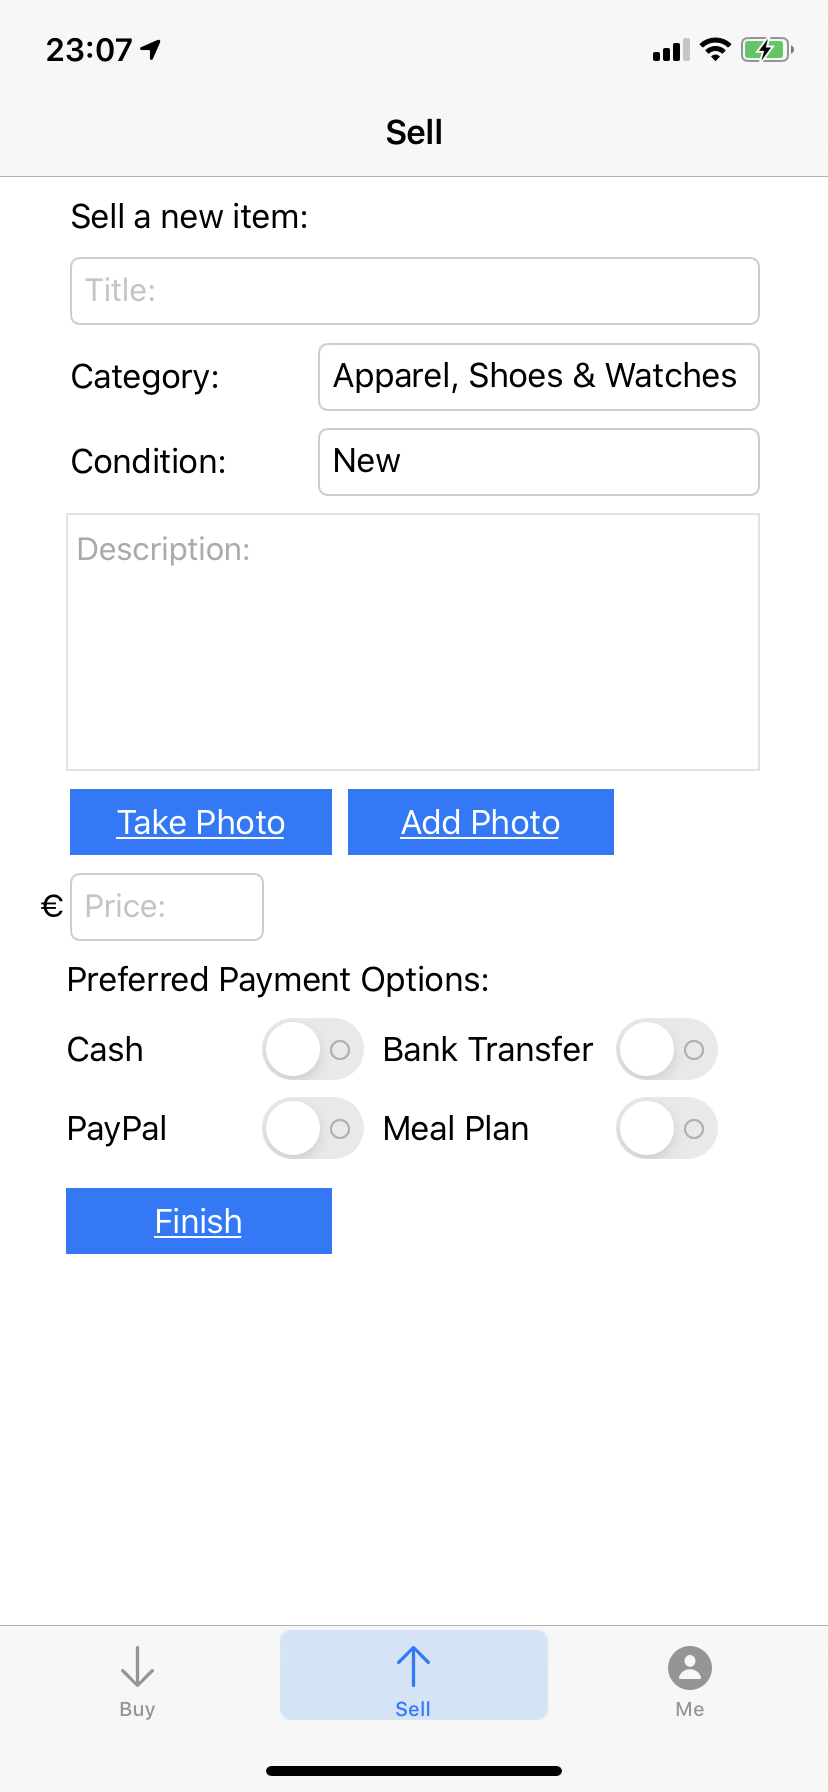 23:07
Sell
Sell a new item:
Title:
Category: Apparel, Shoes & Watches
Condition: New
Description:
Take Photo Add Photo
€ Price:
Preferred Payment Options:
Cash Bank Transfer
PayPal Meal Plan
Finish
Buy Sell Me